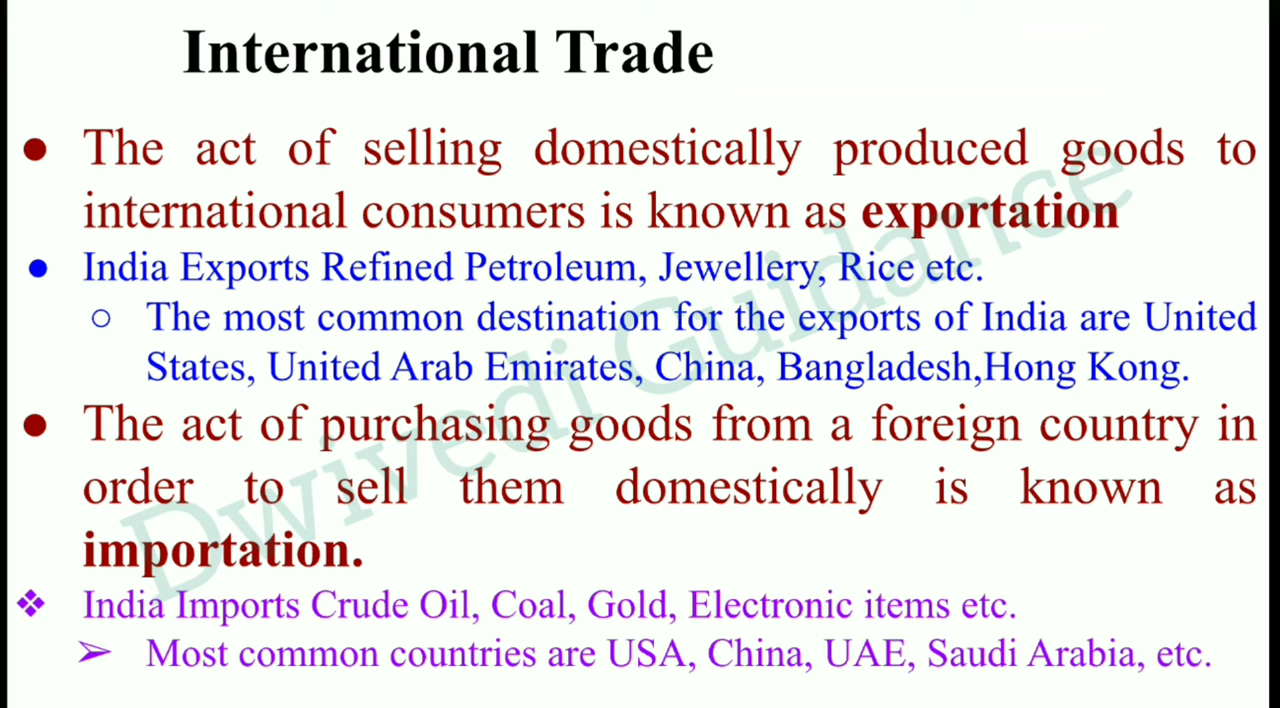 International Trade
● The act of selling domestically produced goods to
international consumers is known as exportation
● India Exports Refined Petroleum, Jewellery, Rice etc.
○ The most common destination for the exports of India are United
States, United Arab Emirates, China, Bangladesh,Hong Kong.
● The act of purchasing goods from a foreign country in
order to sell them domestically is known as
importation.
❖ India Imports Crude Oil, Coal, Gold, Electronic items etc.
➢ Most common countries are USA, China, UAE, Saudi Arabia, etc.
Dwivedi Guidance